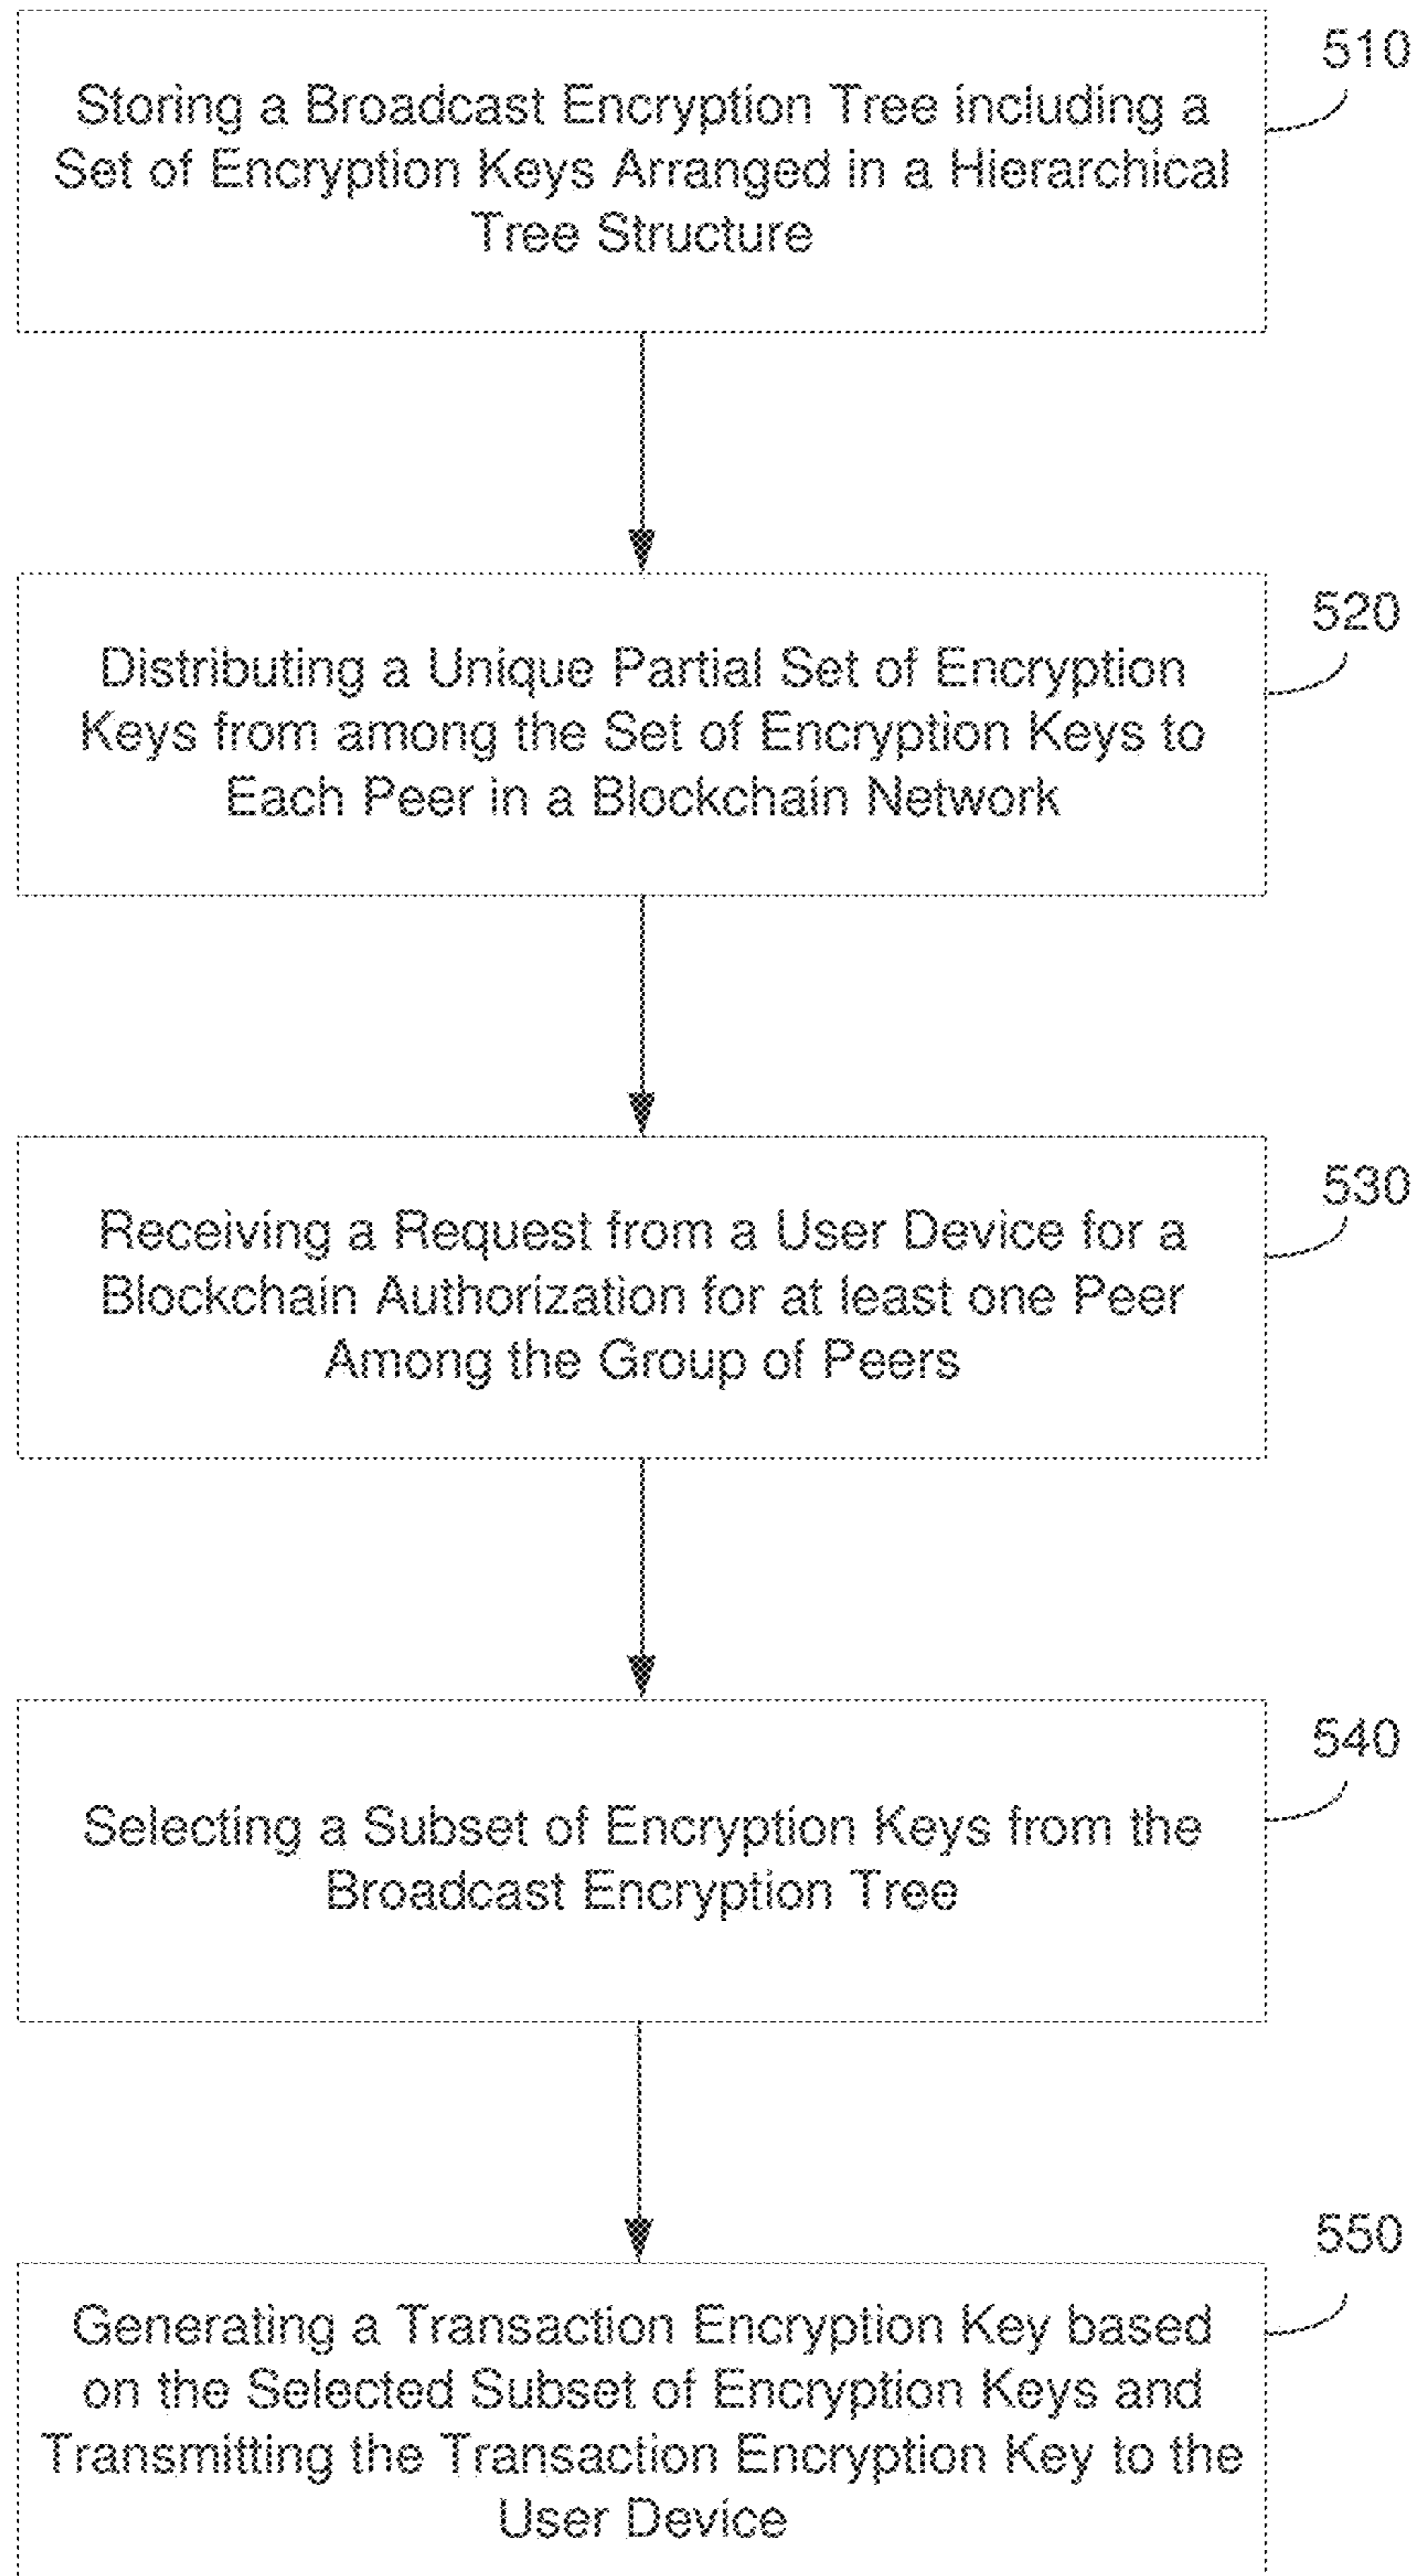 510
Storing a Broadcast Encryption Tree including a
Set of Encryption Keys Arranged in a Hierarchical
Tree Structure
520
Distributing a Unique Partial Set of Encryption
Keys from among the Set of Encryption Keys to
Each Peer in a Blockchain Network
530
Receiving a Request from a User Device for a
Blockchain Authorization for at least one Peer
Among the Group of Peers
540
Selecting a Subset of Encryption Keys from the
Broadcast Encryption Tree
550
Generating a Transaction Encryption Key based
on the Selected Subset of Encryption Keys and
Transmitting the Transaction Encryption Key to the
User Device